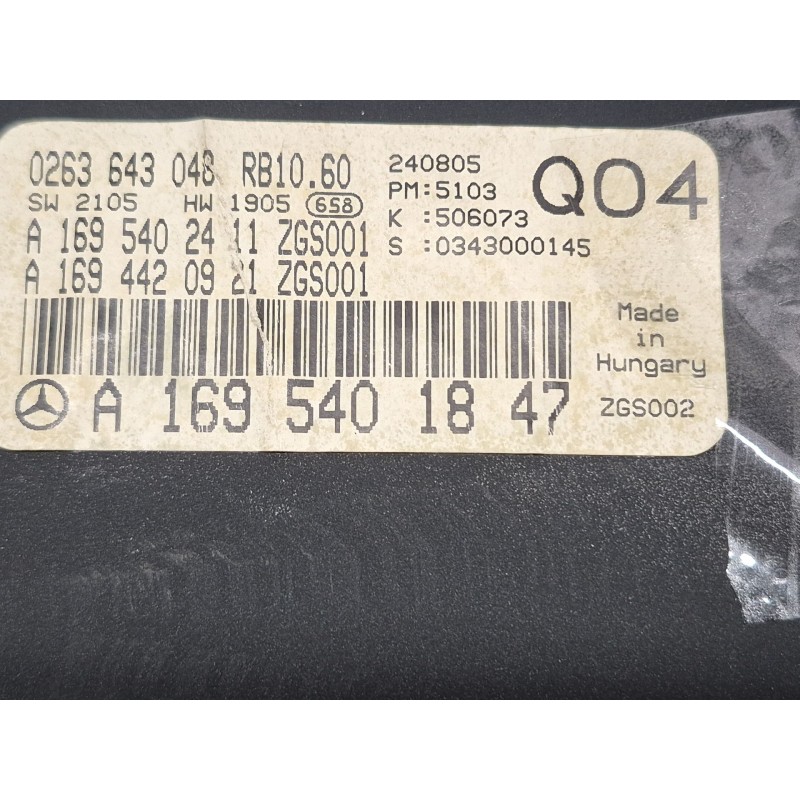 0263 643 048 RB10.60
SW 2105 HW 1905 658
A 169 540 24 11 ZGS001
A 169 442 09 21 ZGS001
A 169 540 18 47
240805
PM:5103
K :506073
S :0343000145
Q04
Made
in
Hungary
ZGS002